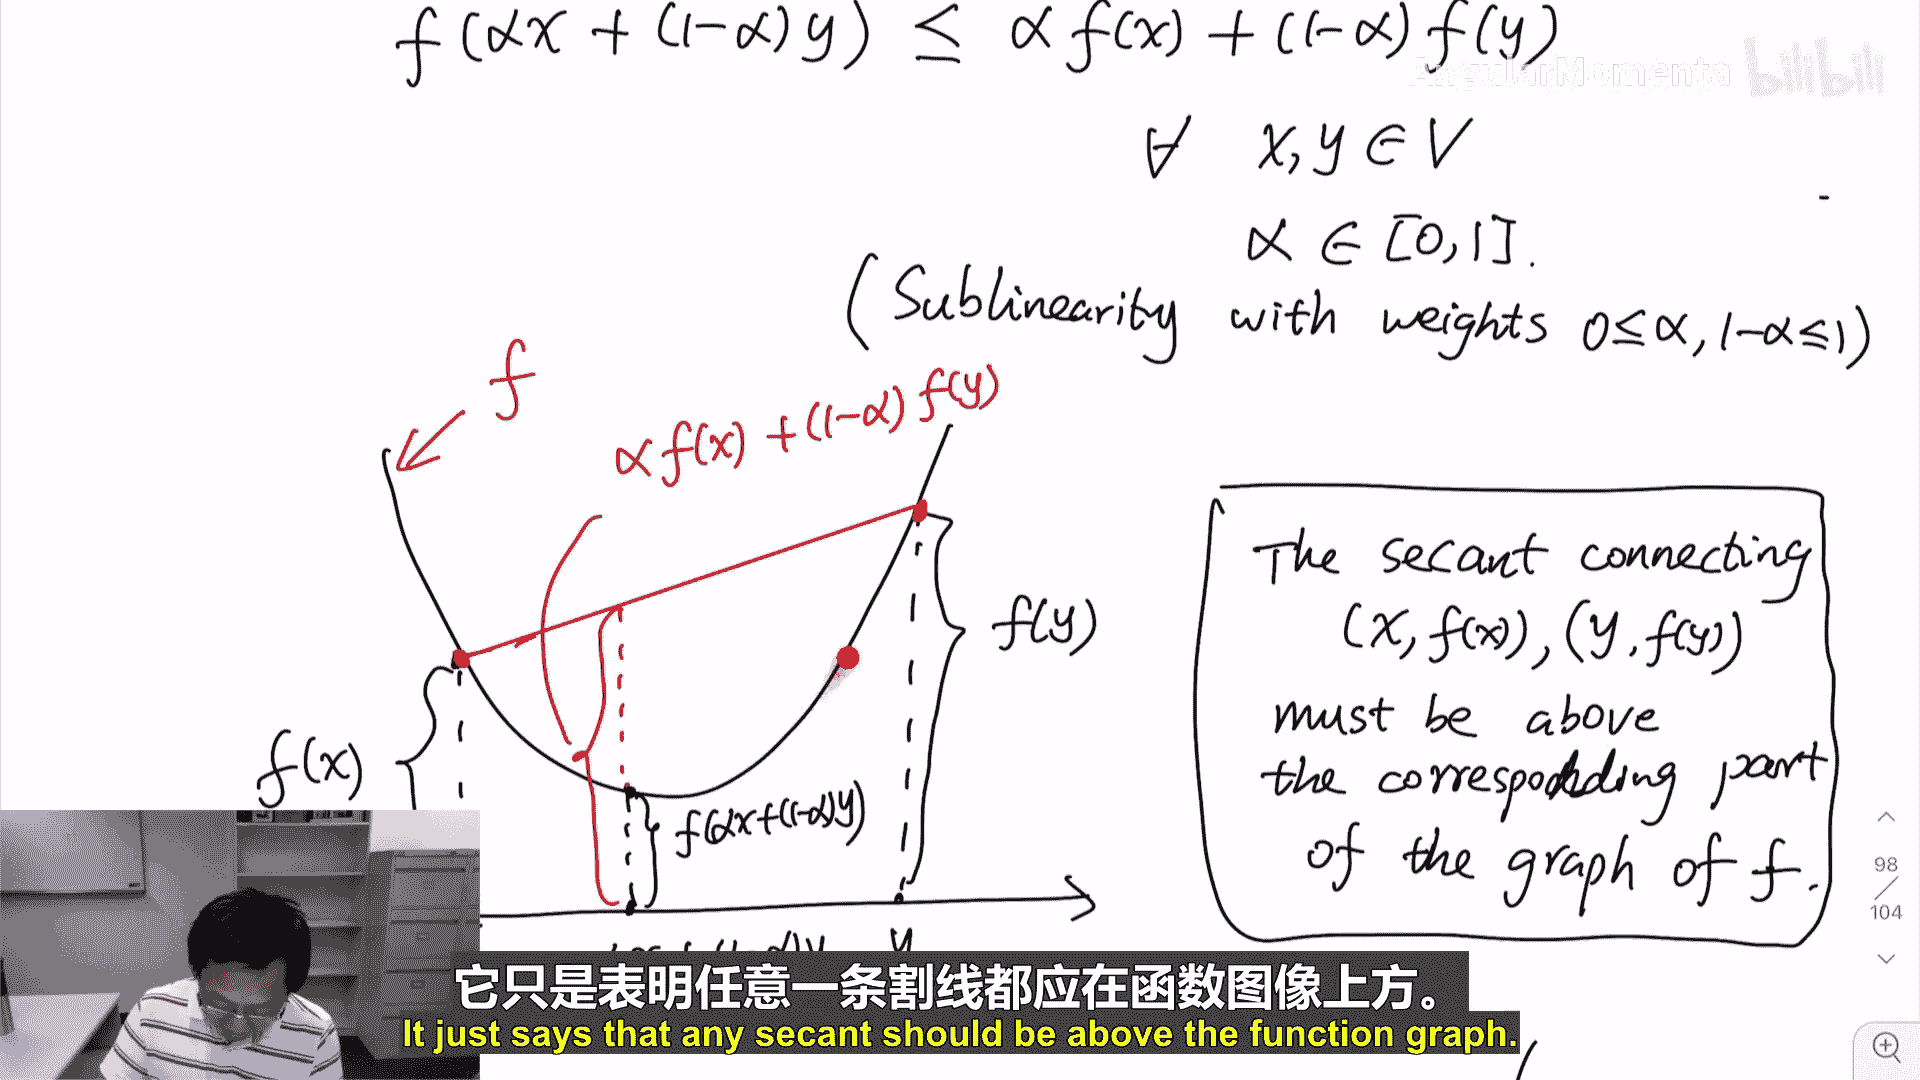 f(αx + (1-α)y) ≤ αf(x) + (1-α)f(y)
AngularMomenta bilibili
∀ x, y ∈ V
α ∈ [0,1].
(Sublinearity with weights 0≤α, 1-α≤1)
f
αf(x) + (1-α)f(y)
f(y)
f(x)
f(αx+(1-α)y)
y
The secant connecting
(x, f(x)), (y, f(y))
must be above
the corresponding part
of the graph of f.
98
104
它只是表明任意一条割线都应在函数图像上方。
It just says that any secant should be above the function graph.